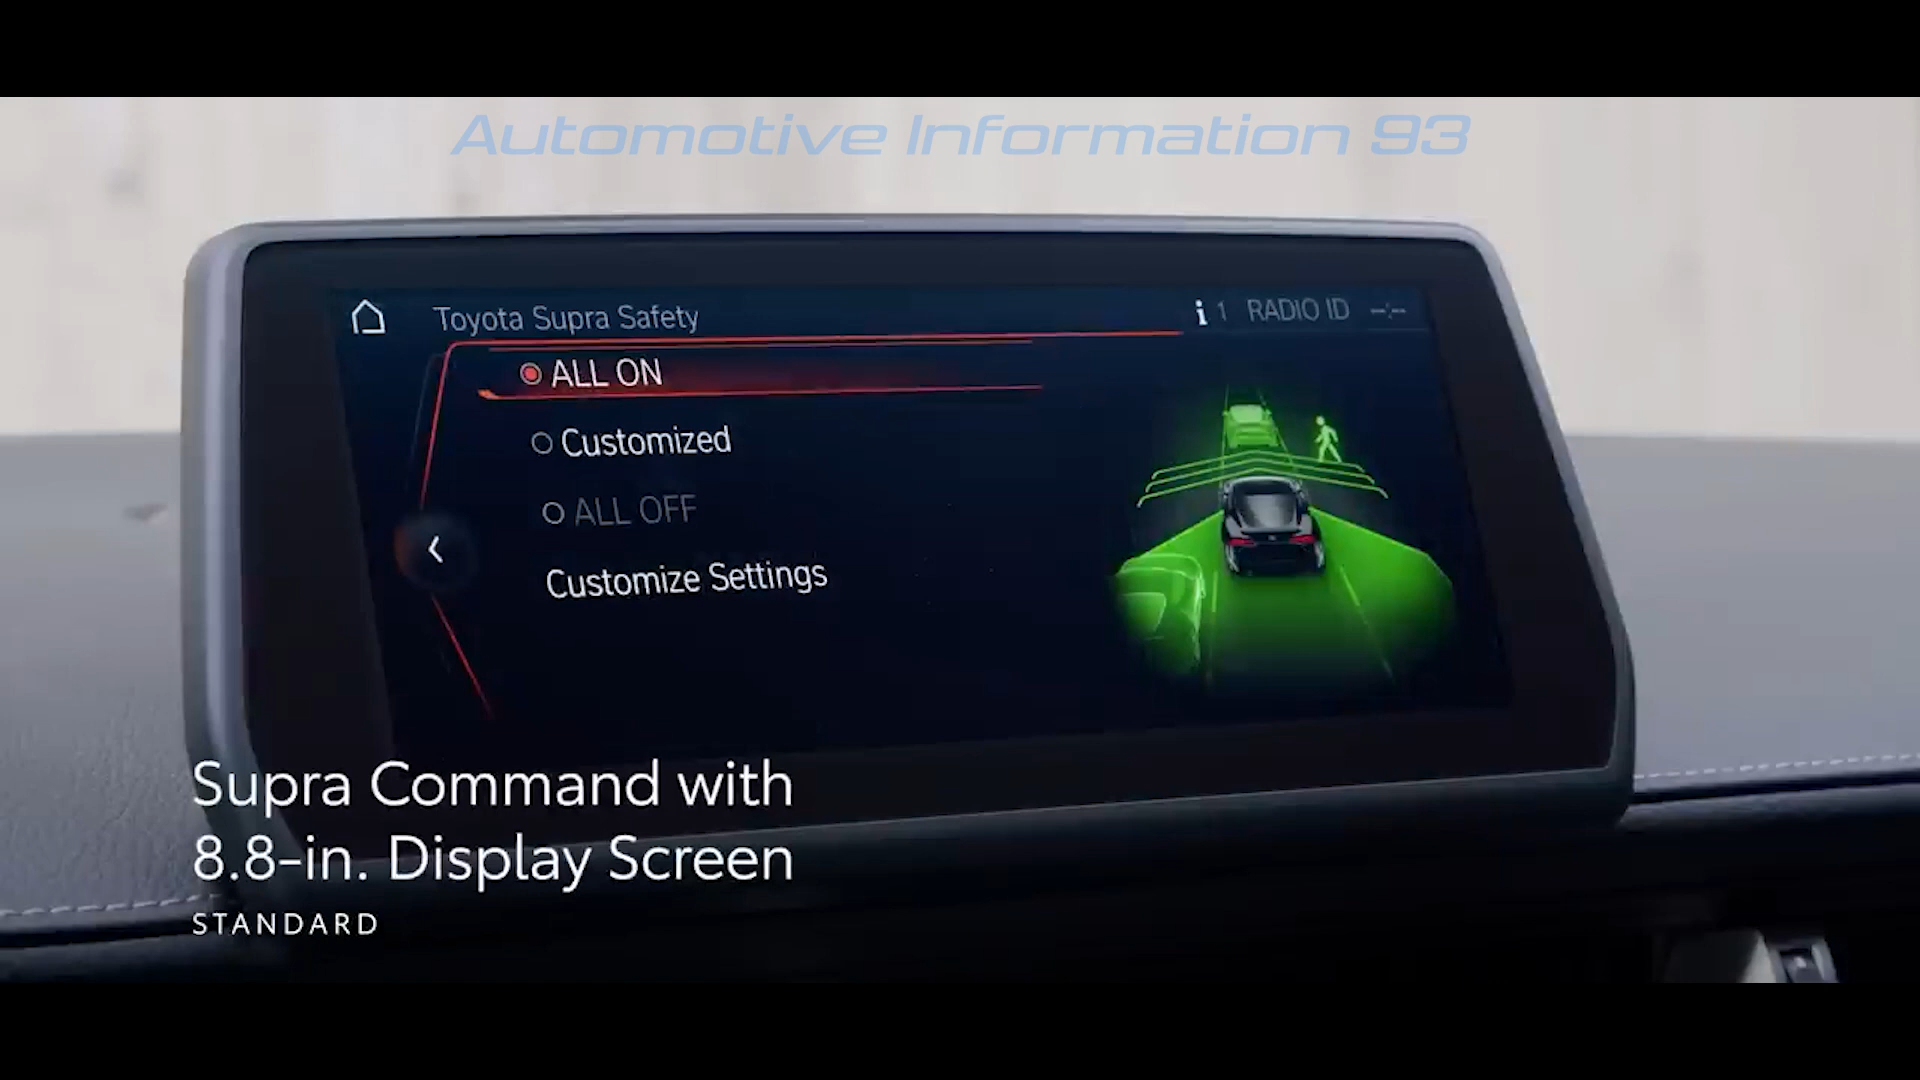 Automotive Information 93
Toyota Supra Safety
i 1 RADIO ID --:--
ALL ON
Customized
ALL OFF
Customize Settings
Supra Command with
8.8-in. Display Screen
STANDARD